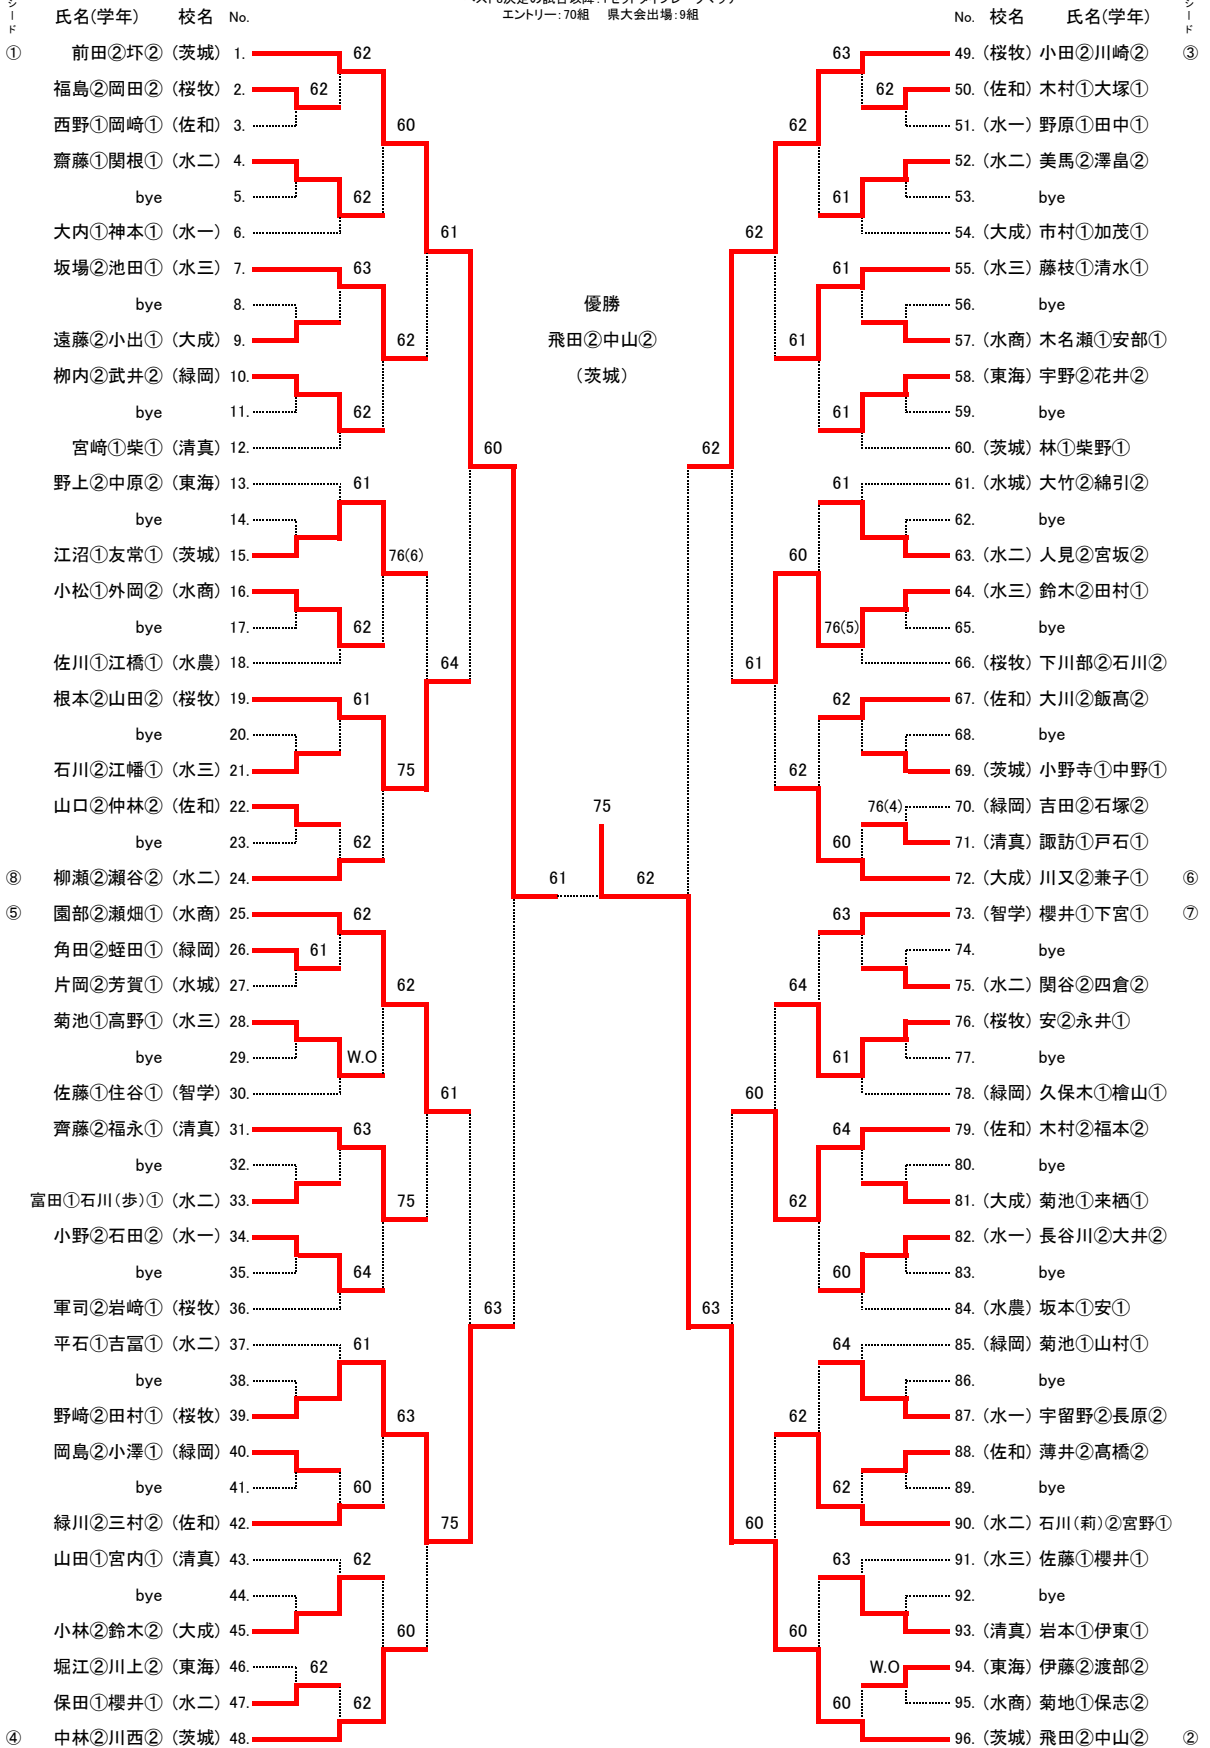 エントリー：70組　県大会出場：9組
シード　氏名(学年)　校名　No.
No.　校名　氏名(学年)　シード
① 前田②圷② (茨城) 1.
福島②岡田② (桜牧) 2.
西野①岡﨑① (佐和) 3.
齋藤①関根① (水二) 4.
bye 5.
大内①神本① (水一) 6.
坂場②池田① (水三) 7.
bye 8.
遠藤②小出① (大成) 9.
栁内②武井② (緑岡) 10.
bye 11.
宮﨑①柴① (清真) 12.
野上②中原② (東海) 13.
bye 14.
江沼①友常① (茨城) 15.
小松①外岡② (水商) 16.
bye 17.
佐川①江橋① (水農) 18.
根本②山田② (桜牧) 19.
bye 20.
石川②江幡① (水三) 21.
山口②仲林② (佐和) 22.
bye 23.
⑧ 柳瀬②瀬谷② (水二) 24.
⑤ 園部②瀬畑① (水商) 25.
角田②蛭田① (緑岡) 26.
片岡②芳賀① (水城) 27.
菊池①高野① (水三) 28.
bye 29.
佐藤①住谷① (智学) 30.
齊藤②福永① (清真) 31.
bye 32.
富田①石川(歩)① (水二) 33.
小野②石田② (水一) 34.
bye 35.
軍司②岩﨑① (桜牧) 36.
平石①吉冨① (水二) 37.
bye 38.
野﨑②田村① (桜牧) 39.
岡島②小澤① (緑岡) 40.
bye 41.
緑川②三村② (佐和) 42.
山田①宮内① (清真) 43.
bye 44.
小林②鈴木② (大成) 45.
堀江②川上② (東海) 46.
保田①櫻井① (水二) 47.
④ 中林②川西② (茨城) 48.
62
62
62
63
62
61
62
61
62
62
61
W.O
63
64
61
60
62
62
62
60
62
76(6)
75
62
75
63
60
61
64
61
75
60
63
61
優勝
飛田②中山②
(茨城)
75
62
62
63
62
61
60
60
62
61
60
62
64
62
62
60
63
62
61
61
61
61
76(5)
62
76(4)
60
63
61
64
60
64
62
63
W.O
60
49. (桜牧) 小田②川崎② ③
50. (佐和) 木村①大塚①
51. (水一) 野原①田中①
52. (水二) 美馬②澤畠②
53. bye
54. (大成) 市村①加茂①
55. (水三) 藤枝①清水①
56. bye
57. (水商) 木名瀬①安部①
58. (東海) 宇野②花井②
59. bye
60. (茨城) 林①柴野①
61. (水城) 大竹②綿引②
62. bye
63. (水二) 人見②宮坂②
64. (水三) 鈴木②田村①
65. bye
66. (桜牧) 下川部②石川②
67. (佐和) 大川②飯髙②
68. bye
69. (茨城) 小野寺①中野①
70. (緑岡) 吉田②石塚②
71. (清真) 諏訪①戸石①
72. (大成) 川又②兼子① ⑥
73. (智学) 櫻井①下宮① ⑦
74. bye
75. (水二) 関谷②四倉②
76. (桜牧) 安②永井①
77. bye
78. (緑岡) 久保木①檜山①
79. (佐和) 木村②福本②
80. bye
81. (大成) 菊池①来栖①
82. (水一) 長谷川②大井②
83. bye
84. (水農) 坂本①安①
85. (緑岡) 菊池①山村①
86. bye
87. (水一) 宇留野②長原②
88. (佐和) 薄井②髙橋②
89. bye
90. (水二) 石川(莉)②宮野①
91. (水三) 佐藤①櫻井①
92. bye
93. (清真) 岩本①伊東①
94. (東海) 伊藤②渡部②
95. (水商) 菊地①保志②
96. (茨城) 飛田②中山② ②